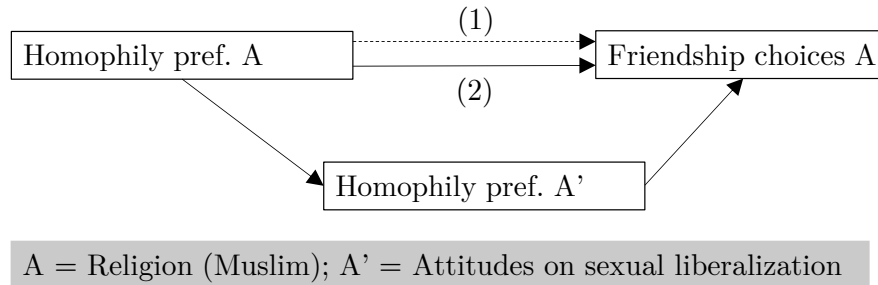 (1)
Homophily pref. A
Friendship choices A
(2)
Homophily pref. A'
A = Religion (Muslim); A' = Attitudes on sexual liberalization